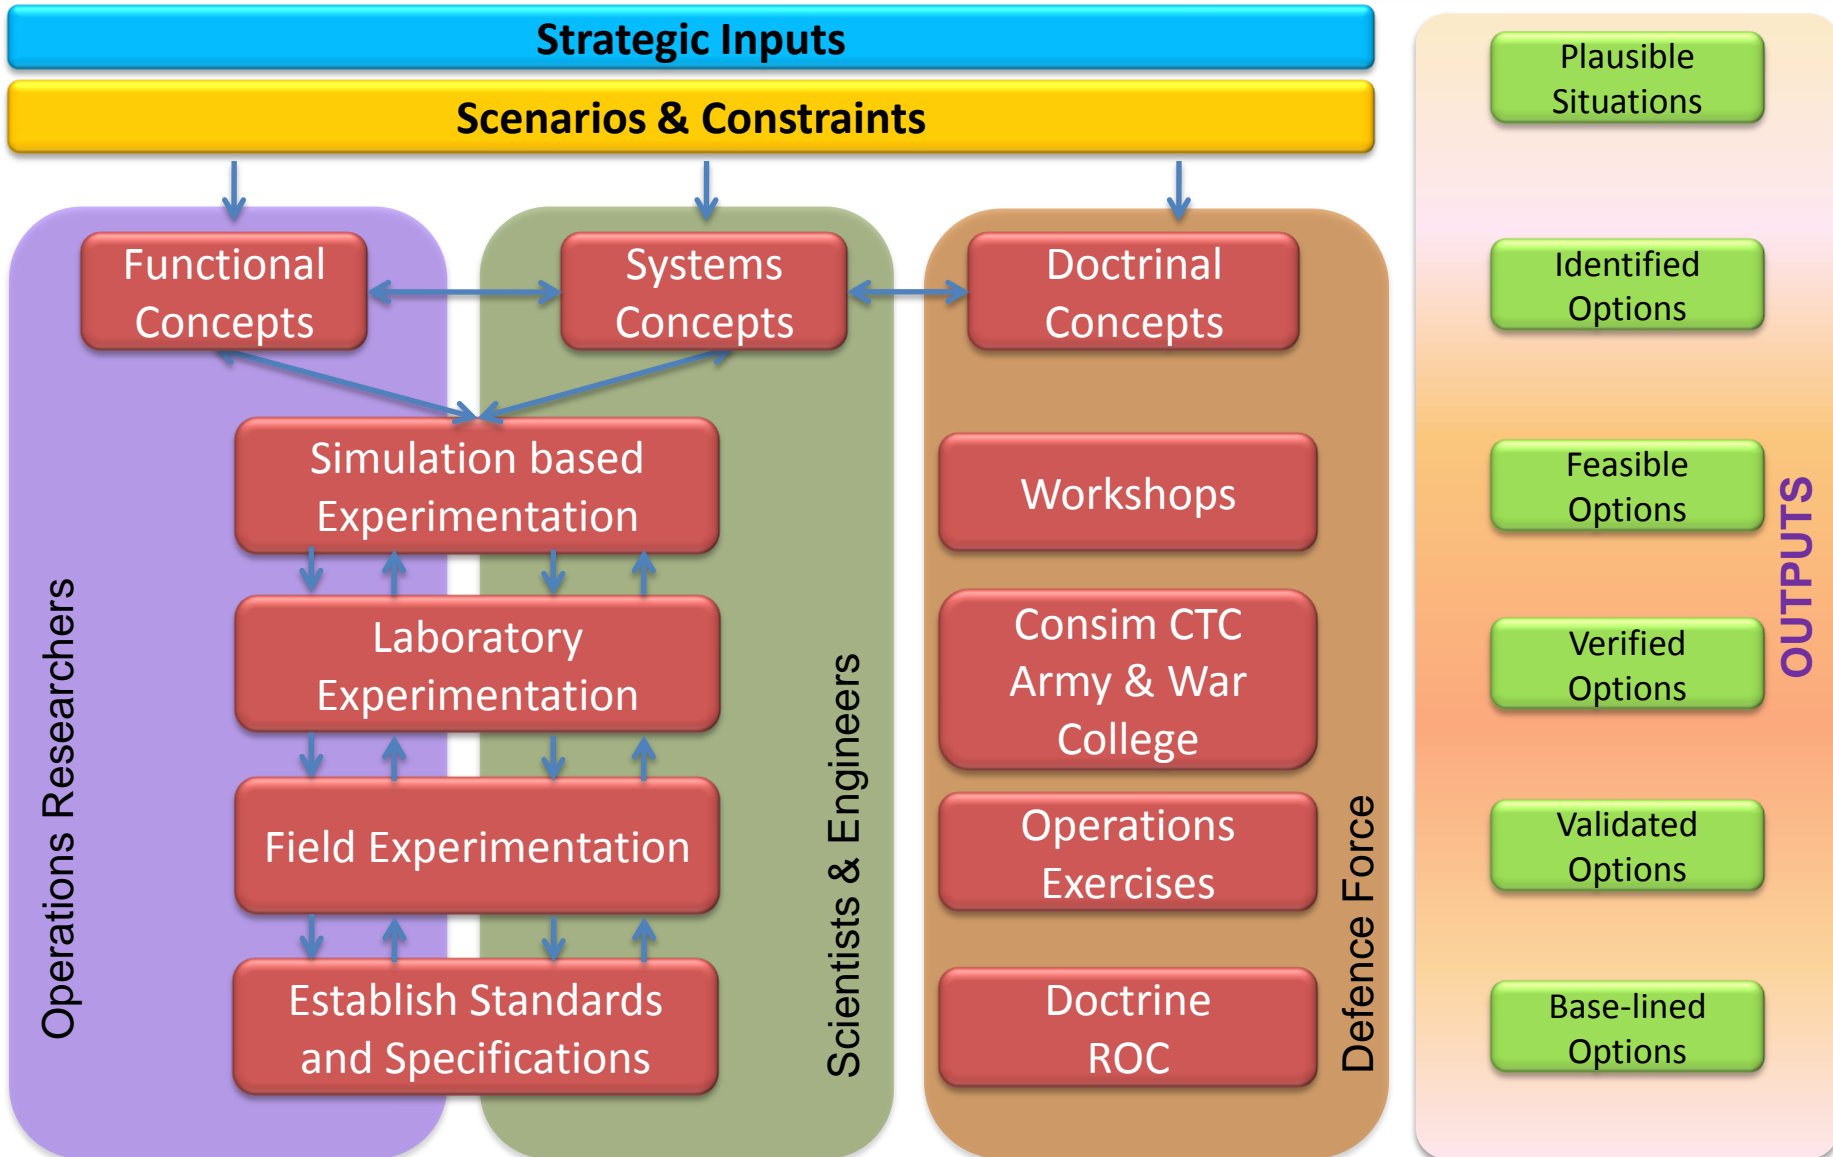 Strategic Inputs
Scenarios & Constraints
Functional
Concepts
Systems
Concepts
Doctrinal
Concepts
Simulation based
Experimentation
Workshops
Laboratory
Experimentation
Consim CTC
Army & War
College
Field Experimentation
Operations
Exercises
Establish Standards
and Specifications
Doctrine
ROC
Operations Researchers
Scientists & Engineers
Defence Force
Plausible
Situations
Identified
Options
Feasible
Options
Verified
Options
Validated
Options
Base-lined
Options
OUTPUTS